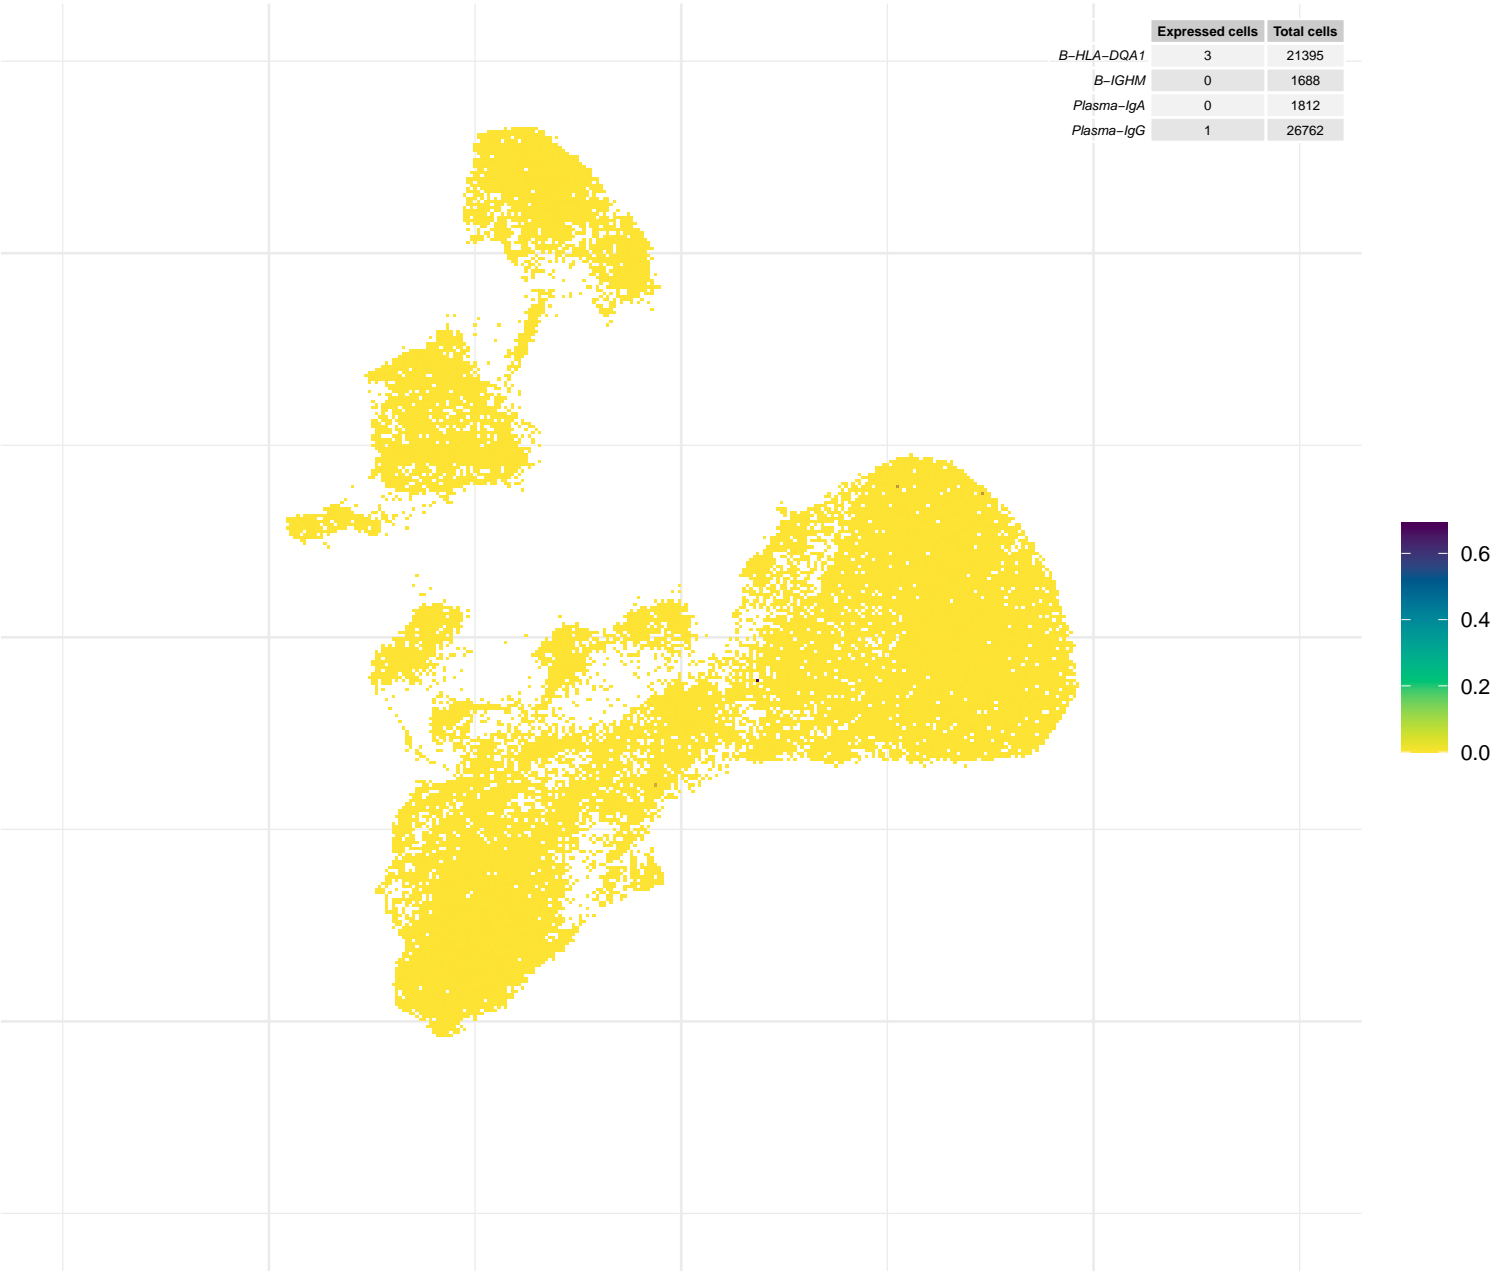 Expressed cells Total cells
B−HLA−DQA1 3 21395
B−IGHM 0 1688
Plasma−IgA 0 1812
Plasma−IgG 1 26762
0.6
0.4
0.2
0.0